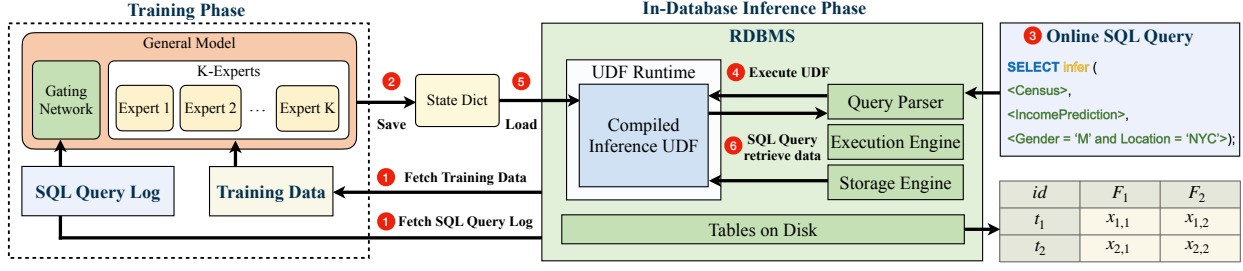 Training Phase
General Model
Gating
Network
K-Experts
Expert 1
Expert 2
...
Expert K
SQL Query Log
Training Data
2
Save
State Dict
5
Load
1 Fetch Training Data
1 Fetch SQL Query Log
In-Database Inference Phase
RDBMS
UDF Runtime
Compiled
Inference UDF
4 Execute UDF
6 SQL Query
retrieve data
Query Parser
Execution Engine
Storage Engine
Tables on Disk
3 Online SQL Query
SELECT infer (
<Census>,
<IncomePrediction>,
<Gender = 'M' and Location = 'NYC'>);
id F1 F2
t1 x1,1 x1,2
t2 x2,1 x2,2